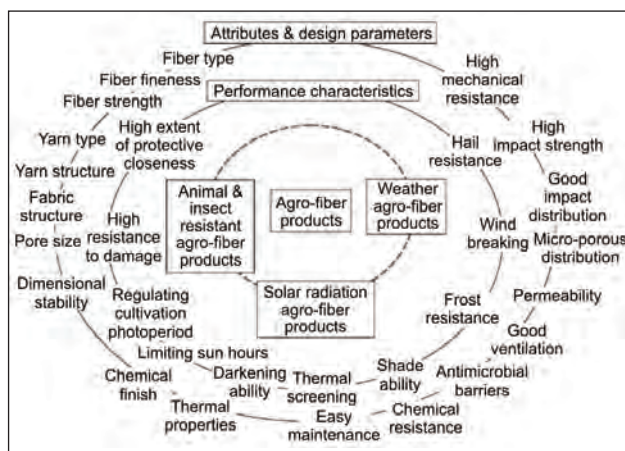 Attributes & design parameters
Fiber type
Fiber fineness
Fiber strength
Yarn type
Yarn structure
Fabric
structure
Pore size
Dimensional
stability
Chemical
finish
Thermal
properties
Easy
maintenance
Chemical
resistance
Antimicrobial
barriers
Good
ventilation
Permeability
Micro-porous
distribution
Good
impact
distribution
High
impact strength
High
mechanical
resistance
Performance characteristics
High extent
of protective
closeness
High
resistance
to damage
Regulating
cultivation
photoperiod
Limiting sun hours
Darkening
ability
Thermal
screening
Shade
ability
Frost
resistance
Wind
breaking
Hail
resistance
Animal &
insect
resistant
agro-fiber
products
Agro-fiber
products
Weather
agro-fiber
products
Solar radiation
agro-fiber
products